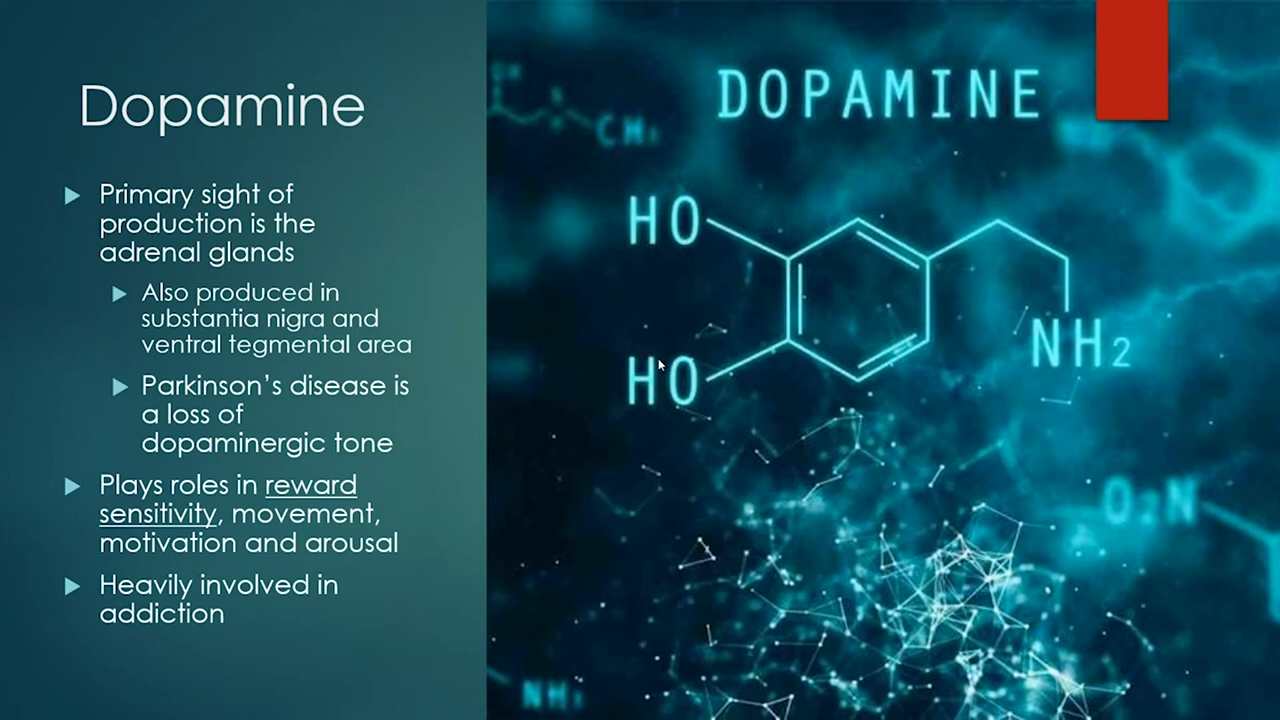 Dopamine
Primary sight of
production is the
adrenal glands
Also produced in
substantia nigra and
ventral tegmental area
Parkinson's disease is
a loss of
dopaminergic tone
Plays roles in reward
sensitivity, movement,
motivation and arousal
Heavily involved in
addiction
DOPAMINE
OH
CH₃
HO
HO
NH₂
O₂N